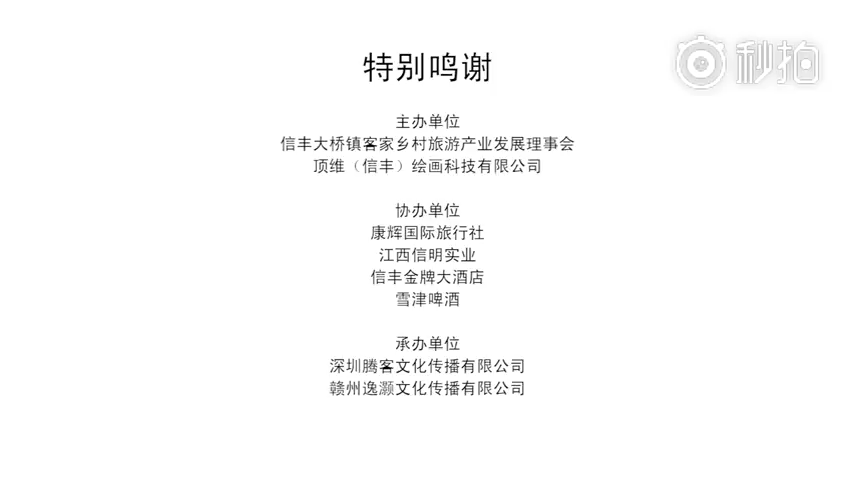 秒拍
特别鸣谢
主办单位
信丰大桥镇客家乡村旅游产业发展理事会
顶维（信丰）绘画科技有限公司
协办单位
康辉国际旅行社
江西信明实业
信丰金牌大酒店
雪津啤酒
承办单位
深圳腾客文化传播有限公司
赣州逸灏文化传播有限公司